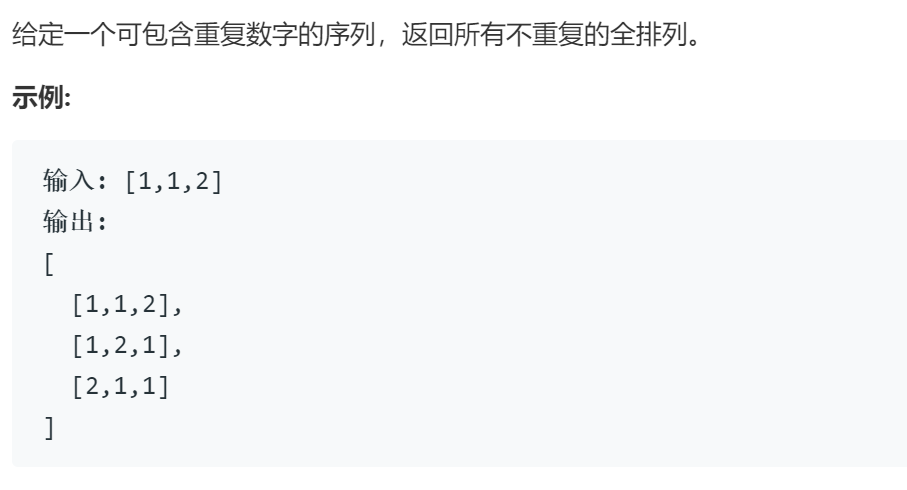 给定一个可包含重复数字的序列，返回所有不重复的全排列。
示例:
输入: [1,1,2]
输出:
[
  [1,1,2],
  [1,2,1],
  [2,1,1]
]